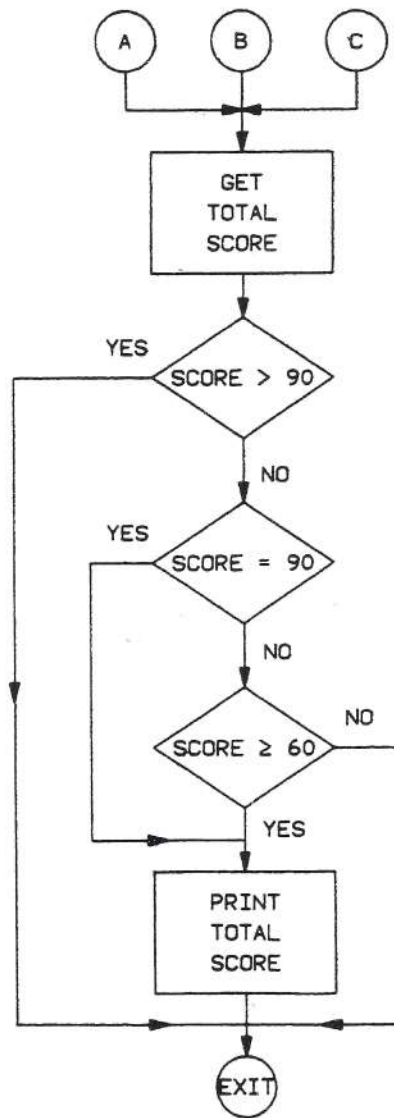 A
B
C
GET
TOTAL
SCORE
YES
SCORE > 90
NO
YES
SCORE = 90
NO
NO
SCORE ≥ 60
YES
PRINT
TOTAL
SCORE
EXIT